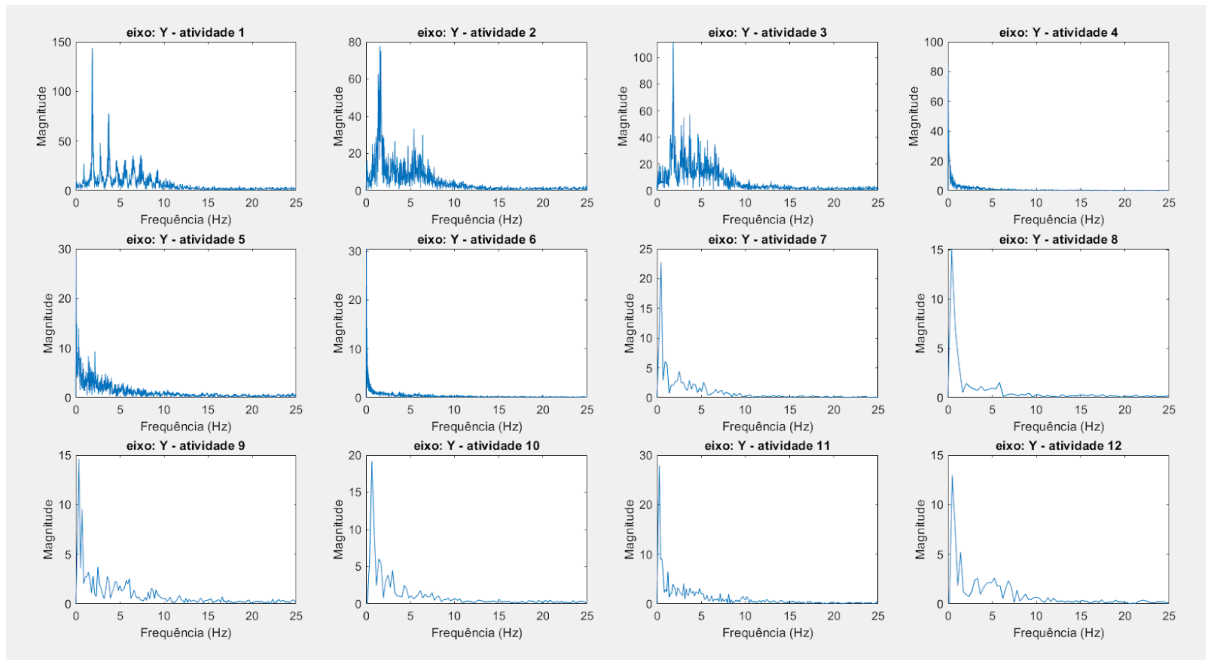 eixo: Y - atividade 1
150
100
50
0
Magnitude
0 5 10 15 20 25
Frequência (Hz)
eixo: Y - atividade 2
80
60
40
20
0
Magnitude
0 5 10 15 20 25
Frequência (Hz)
eixo: Y - atividade 3
100
80
60
40
20
0
Magnitude
0 5 10 15 20 25
Frequência (Hz)
eixo: Y - atividade 4
100
80
60
40
20
0
Magnitude
0 5 10 15 20 25
Frequência (Hz)
eixo: Y - atividade 5
30
20
10
0
Magnitude
0 5 10 15 20 25
Frequência (Hz)
eixo: Y - atividade 6
30
20
10
0
Magnitude
0 5 10 15 20 25
Frequência (Hz)
eixo: Y - atividade 7
25
20
15
10
5
0
Magnitude
0 5 10 15 20 25
Frequência (Hz)
eixo: Y - atividade 8
15
10
5
0
Magnitude
0 5 10 15 20 25
Frequência (Hz)
eixo: Y - atividade 9
15
10
5
0
Magnitude
0 5 10 15 20 25
Frequência (Hz)
eixo: Y - atividade 10
20
15
10
5
0
Magnitude
0 5 10 15 20 25
Frequência (Hz)
eixo: Y - atividade 11
30
20
10
0
Magnitude
0 5 10 15 20 25
Frequência (Hz)
eixo: Y - atividade 12
15
10
5
0
Magnitude
0 5 10 15 20 25
Frequência (Hz)